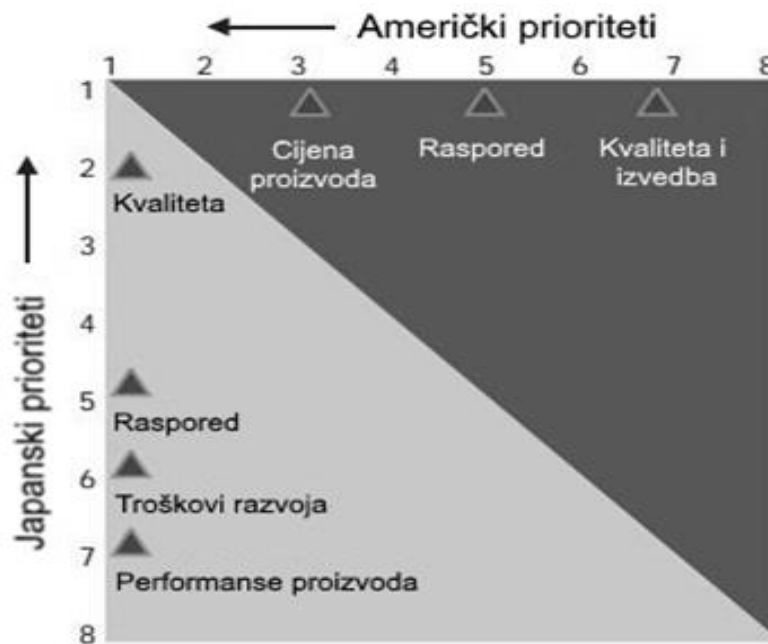 Američki prioriteti
1 2 3 4 5 6 7 8
Cijena
proizvoda
Raspored
Kvaliteta i
izvedba
Japanski prioriteti
1
2
Kvaliteta
3
4
5
Raspored
6
Troškovi razvoja
7
Performanse proizvoda
8